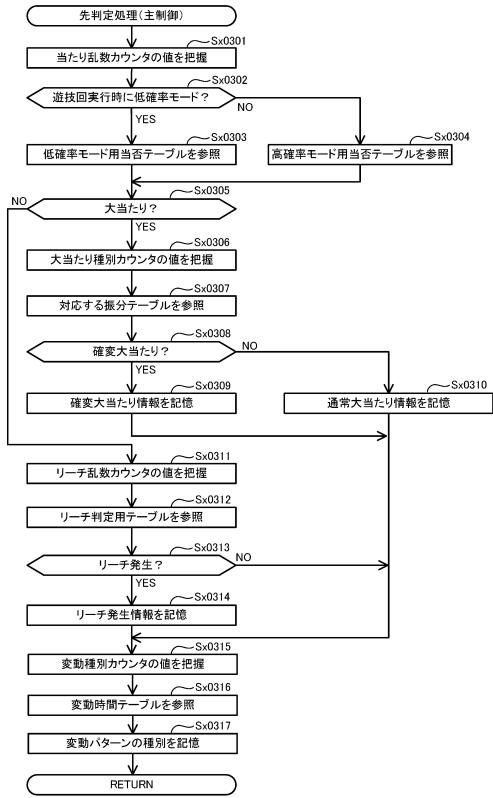 先判定処理(主制御)
Sx0301
当たり乱数カウンタの値を把握
Sx0302
遊技回実行時に低確率モード?
NO
YES
Sx0303
低確率モード用当否テーブルを参照
Sx0304
高確率モード用当否テーブルを参照
Sx0305
NO
大当たり?
YES
Sx0306
大当たり種別カウンタの値を把握
Sx0307
対応する振分テーブルを参照
Sx0308
確変大当たり?
NO
YES
Sx0309
確変大当たり情報を記憶
Sx0310
通常大当たり情報を記憶
Sx0311
リーチ乱数カウンタの値を把握
Sx0312
リーチ判定用テーブルを参照
Sx0313
リーチ発生?
NO
YES
Sx0314
リーチ発生情報を記憶
Sx0315
変動種別カウンタの値を把握
Sx0316
変動時間テーブルを参照
Sx0317
変動パターンの種別を記憶
RETURN